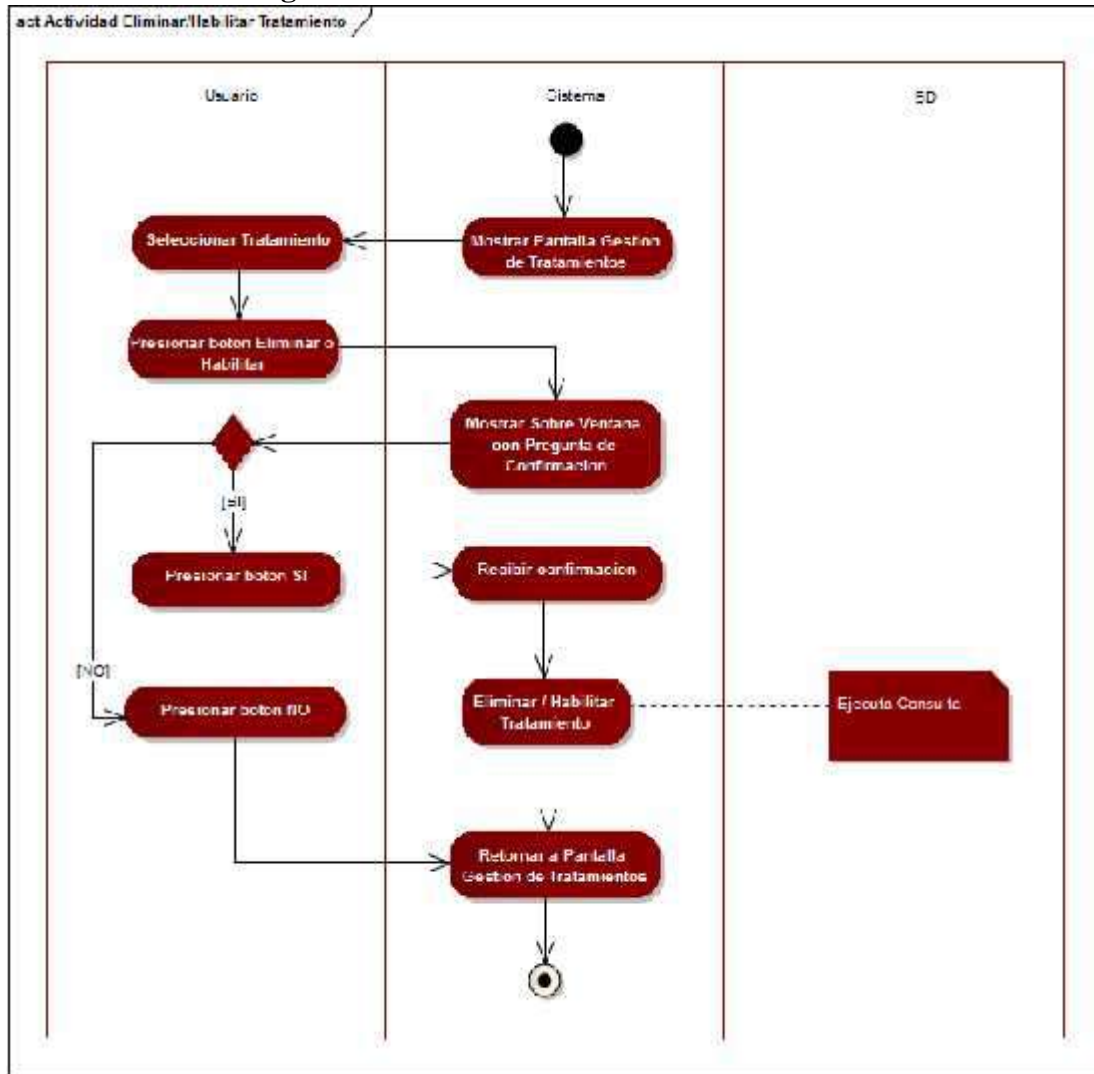 act Actividad Eliminar/Habilitar Tratamiento
Usuario
Sistema
BD
Seleccionar Tratamiento
Mostrar Pantalla Gestion
de Tratamientos
Presionar boton Eliminar o
Habilitar
Mostrar Sobre Ventana
con Pregunta de
Confirmacion
[SI]
Presionar boton SI
Recibir confirmacion
[NO]
Presionar boton NO
Eliminar / Habilitar
Tratamiento
Ejecuta Consulta
Retornar a Pantalla
Gestion de Tratamientos